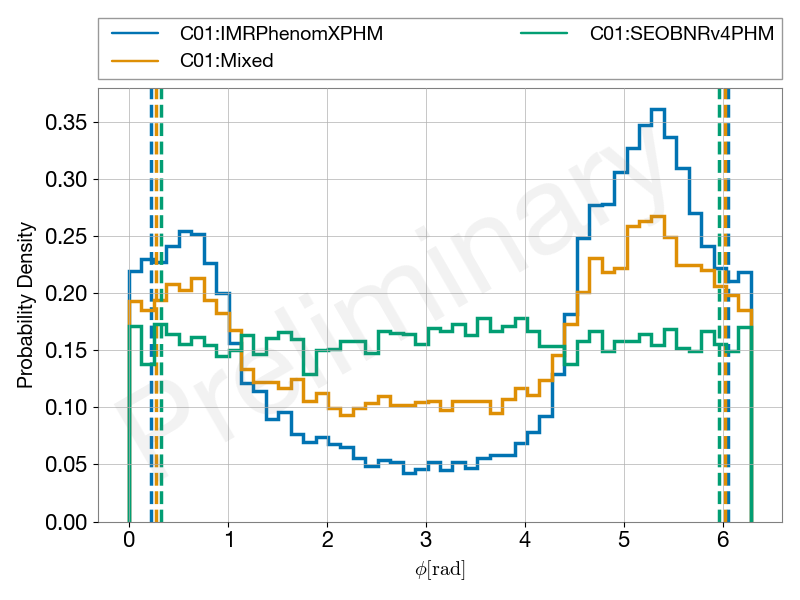 C01:IMRPhenomXPHM
C01:Mixed
C01:SEOBNRv4PHM
0.35
0.30
0.25
0.20
0.15
0.10
0.05
0.00
Probability Density
Preliminary
0 1 2 3 4 5 6
ϕ[rad]